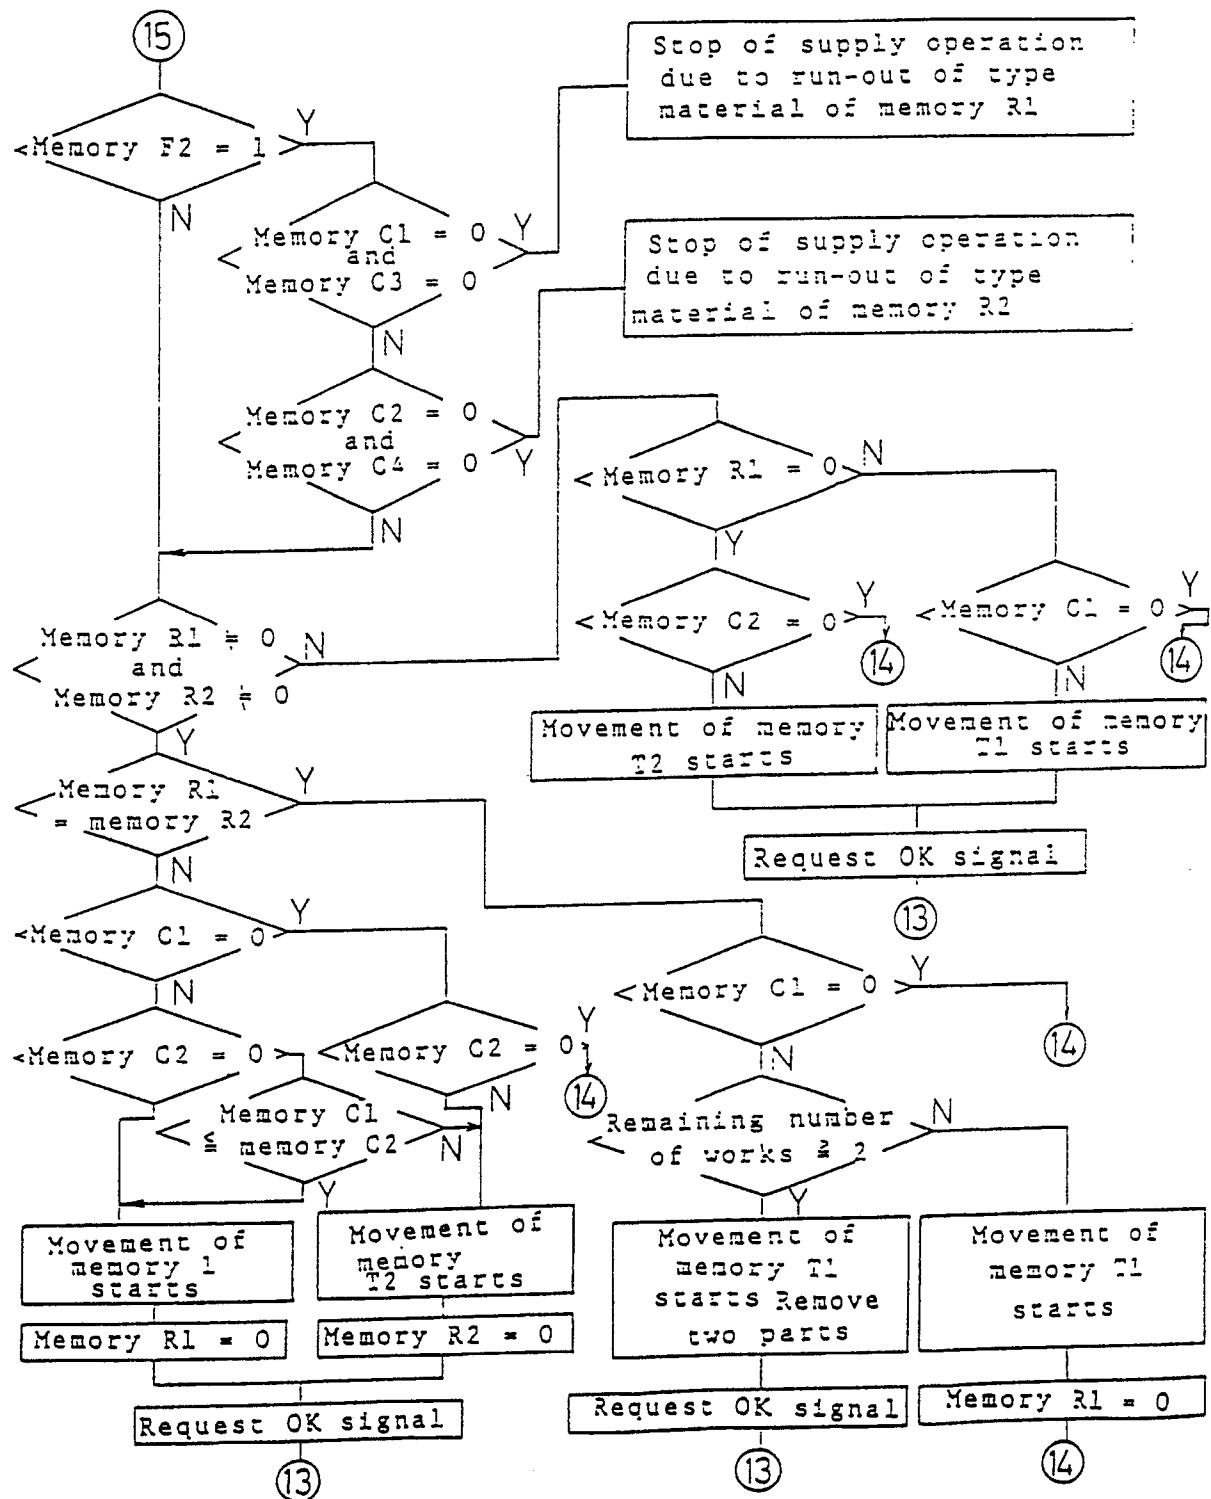 15
Memory F2 = 1
Y
N
Stop of supply operation
due to run-out of type
material of memory R1
Memory C1 = 0
and
Memory C3 = 0
Y
N
Stop of supply operation
due to run-out of type
material of memory R2
Memory C2 = 0
and
Memory C4 = 0
Y
N
Memory R1 = 0
N
Y
Memory C2 = 0
Y
14
N
Memory C1 = 0
Y
14
N
Movement of memory
T2 starts
Movement of memory
T1 starts
Request OK signal
13
Memory R1 ≠ 0
and
Memory R2 ≠ 0
N
Y
Memory R1
= memory R2
Y
N
Memory C1 = 0
Y
N
Memory C2 = 0
Memory C2 = 0
Y
14
N
Memory C1
≦ memory C2
N
Y
Movement of
memory 1
starts
Movement of
memory
T2 starts
Memory R1 = 0
Memory R2 = 0
Request OK signal
13
Memory C1 = 0
Y
14
N
Remaining number
of works ≧ 2
N
Y
Movement of
memory T1
starts Remove
two parts
Movement of
memory T1
starts
Request OK signal
Memory R1 = 0
13
14